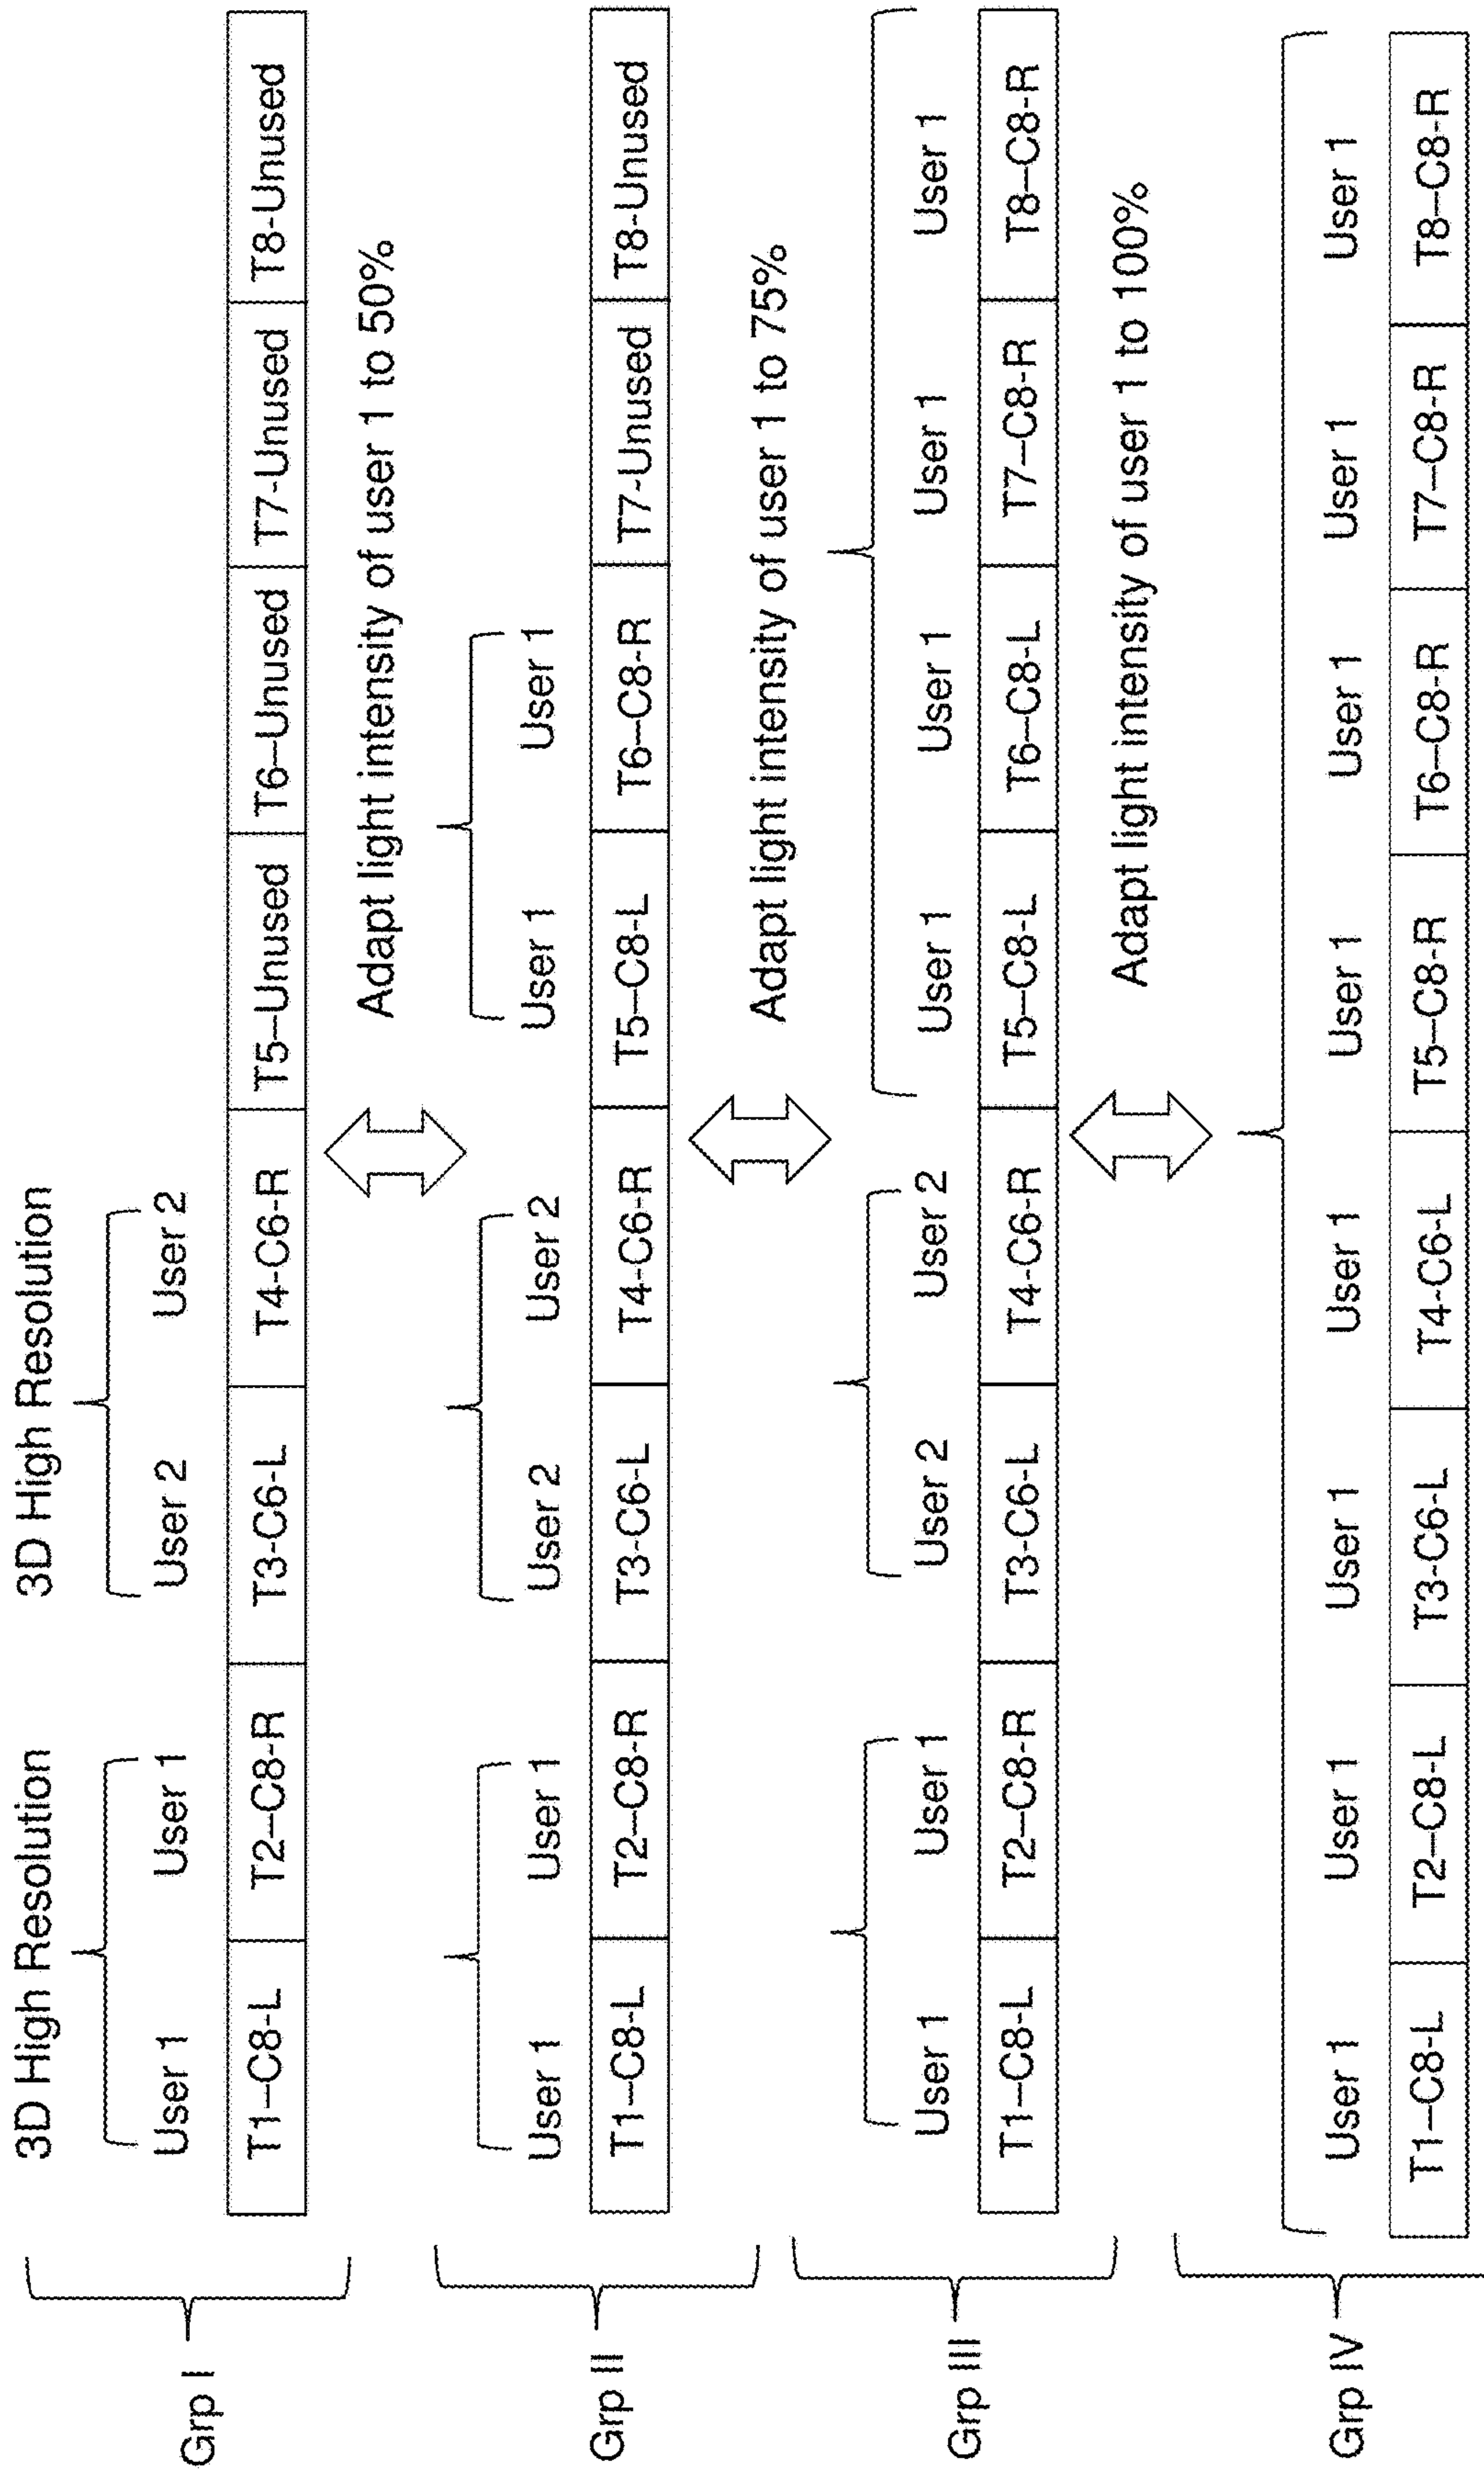 3D High Resolution 3D High Resolution
User 1 User 1 User 2 User 2
Grp I
T1–C8-L T2–C8-R T3-C6-L T4-C6-R T5–Unused T6–Unused T7-Unused T8-Unused
Adapt light intensity of user 1 to 50%
User 1 User 1 User 2 User 2 User 1 User 1
Grp II
T1–C8-L T2–C8-R T3-C6-L T4-C6-R T5–C8-L T6–C8-R T7-Unused T8-Unused
Adapt light intensity of user 1 to 75%
User 1 User 1 User 2 User 2 User 1 User 1 User 1 User 1
Grp III
T1–C8-L T2–C8-R T3-C6-L T4-C6-R T5–C8-L T6–C8-L T7–C8-R T8–C8-R
Adapt light intensity of user 1 to 100%
User 1 User 1 User 1 User 1 User 1 User 1 User 1 User 1
Grp IV
T1–C8-L T2–C8-L T3-C6-L T4-C6-L T5–C8-R T6–C8-R T7–C8-R T8–C8-R